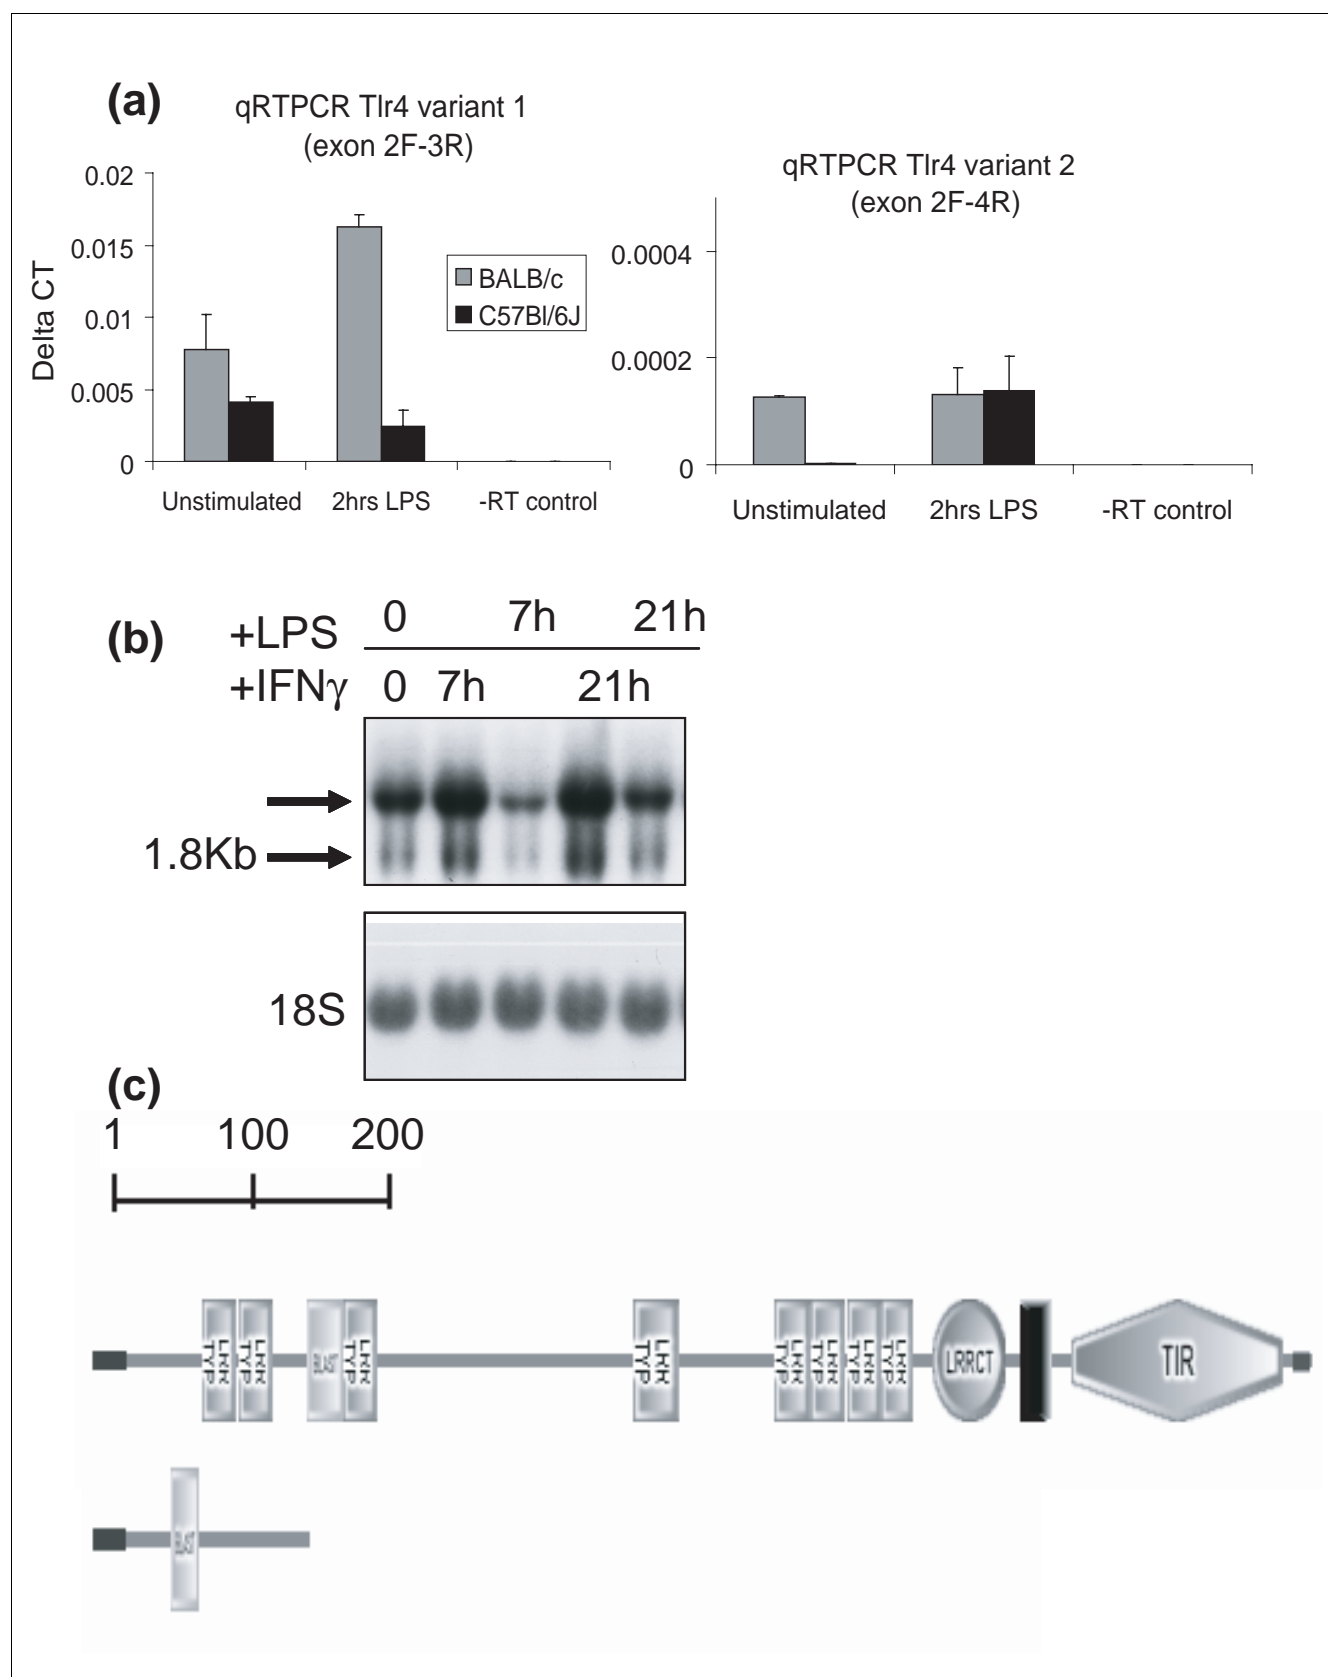 (a)
qRTPCR Tlr4 variant 1
(exon 2F-3R)
Delta CT
0.02
0.015
0.01
0.005
0
BALB/c
C57Bl/6J
Unstimulated 2hrs LPS -RT control
qRTPCR Tlr4 variant 2
(exon 2F-4R)
0.0004
0.0002
0
Unstimulated 2hrs LPS -RT control
(b)
+LPS 0 7h 21h
+IFNγ 0 7h 21h
1.8Kb
18S
(c)
1 100 200
LRR TYP
LRR TYP
BLAST
LRR TYP
LRR TYP
LRR TYP
LRR TYP
LRR TYP
LRR TYP
LRRCT
TIR
BLAST